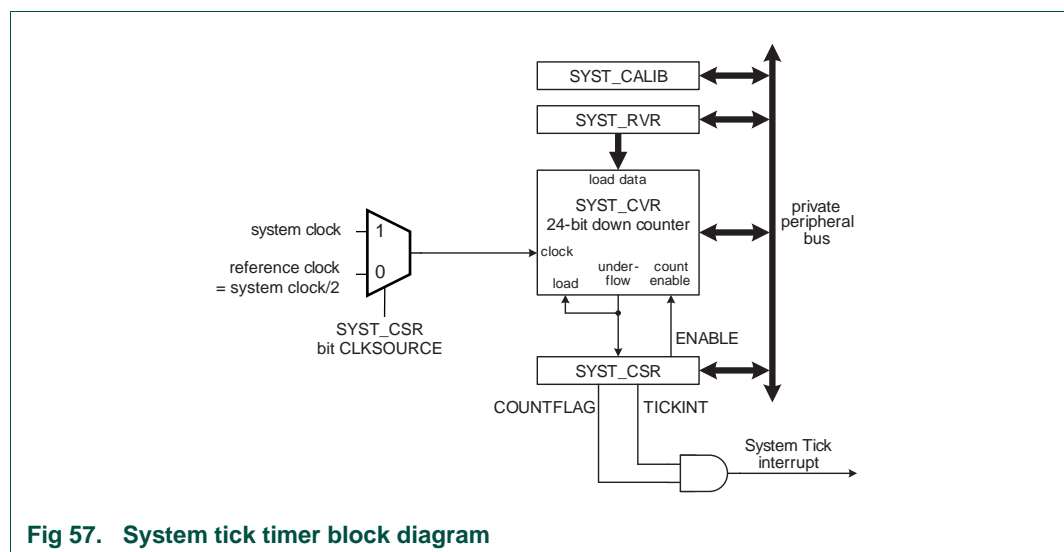 SYST_CALIB
SYST_RVR
load data
SYST_CVR
24-bit down counter
private
peripheral
bus
system clock
1
clock
reference clock
= system clock/2
0
under-
flow
count
enable
load
SYST_CSR
bit CLKSOURCE
ENABLE
SYST_CSR
COUNTFLAG
TICKINT
System Tick
interrupt
Fig 57. System tick timer block diagram